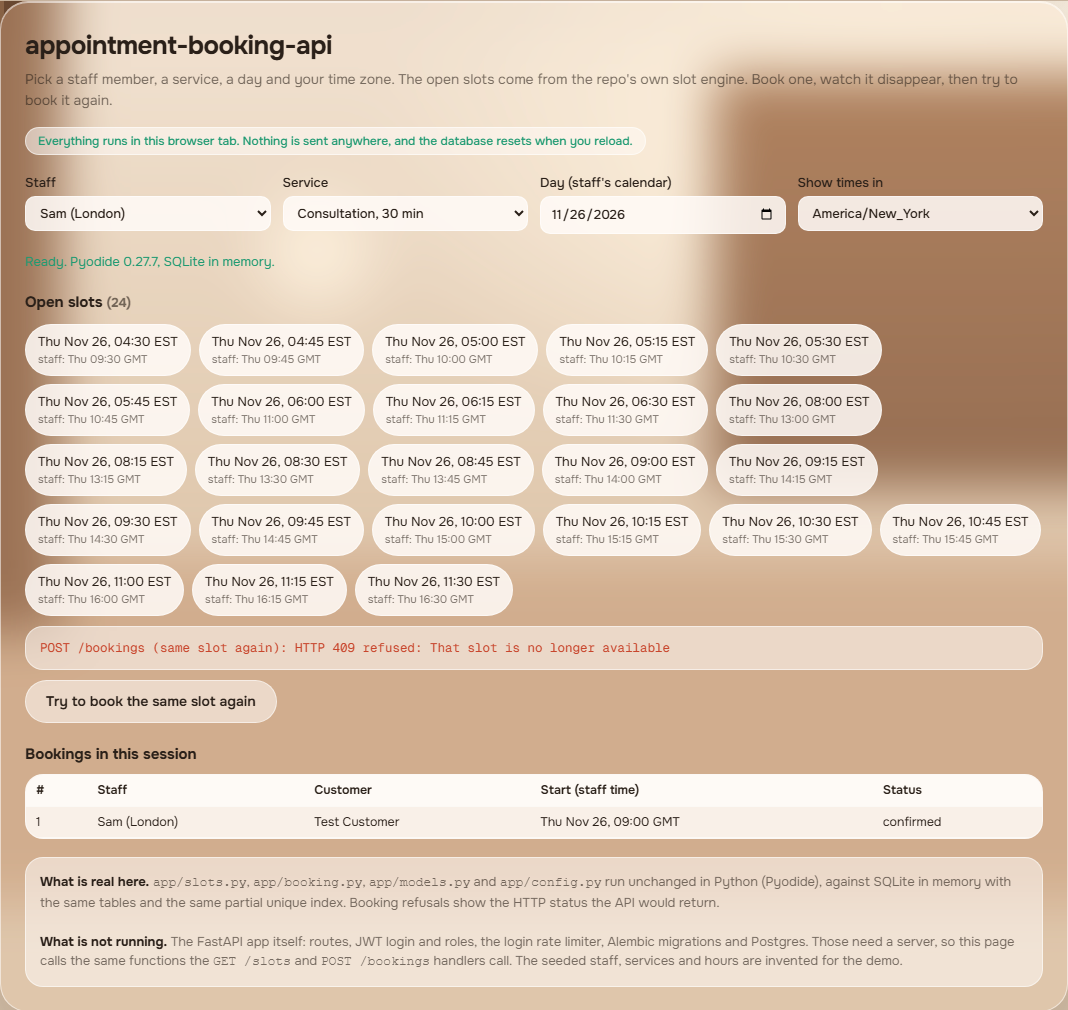 appointment-booking-api
Pick a staff member, a service, a day and your time zone. The open slots come from the repo's own slot engine. Book one, watch it disappear, then try to
book it again.
Everything runs in this browser tab. Nothing is sent anywhere, and the database resets when you reload.
Staff Service Day (staff's calendar) Show times in
Sam (London) Consultation, 30 min 11/26/2026 America/New_York
Ready. Pyodide 0.27.7, SQLite in memory.
Open slots (24)
Thu Nov 26, 04:30 EST Thu Nov 26, 04:45 EST Thu Nov 26, 05:00 EST Thu Nov 26, 05:15 EST Thu Nov 26, 05:30 EST
staff: Thu 09:30 GMT staff: Thu 09:45 GMT staff: Thu 10:00 GMT staff: Thu 10:15 GMT staff: Thu 10:30 GMT
Thu Nov 26, 05:45 EST Thu Nov 26, 06:00 EST Thu Nov 26, 06:15 EST Thu Nov 26, 06:30 EST Thu Nov 26, 08:00 EST
staff: Thu 10:45 GMT staff: Thu 11:00 GMT staff: Thu 11:15 GMT staff: Thu 11:30 GMT staff: Thu 13:00 GMT
Thu Nov 26, 08:15 EST Thu Nov 26, 08:30 EST Thu Nov 26, 08:45 EST Thu Nov 26, 09:00 EST Thu Nov 26, 09:15 EST
staff: Thu 13:15 GMT staff: Thu 13:30 GMT staff: Thu 13:45 GMT staff: Thu 14:00 GMT staff: Thu 14:15 GMT
Thu Nov 26, 09:30 EST Thu Nov 26, 09:45 EST Thu Nov 26, 10:00 EST Thu Nov 26, 10:15 EST Thu Nov 26, 10:30 EST Thu Nov 26, 10:45 EST
staff: Thu 14:30 GMT staff: Thu 14:45 GMT staff: Thu 15:00 GMT staff: Thu 15:15 GMT staff: Thu 15:30 GMT staff: Thu 15:45 GMT
Thu Nov 26, 11:00 EST Thu Nov 26, 11:15 EST Thu Nov 26, 11:30 EST
staff: Thu 16:00 GMT staff: Thu 16:15 GMT staff: Thu 16:30 GMT
POST /bookings (same slot again): HTTP 409 refused: That slot is no longer available
Try to book the same slot again
Bookings in this session
# Staff Customer Start (staff time) Status
1 Sam (London) Test Customer Thu Nov 26, 09:00 GMT confirmed
What is real here. app/slots.py, app/booking.py, app/models.py and app/config.py run unchanged in Python (Pyodide), against SQLite in memory with
the same tables and the same partial unique index. Booking refusals show the HTTP status the API would return.
What is not running. The FastAPI app itself: routes, JWT login and roles, the login rate limiter, Alembic migrations and Postgres. Those need a server, so this page
calls the same functions the GET /slots and POST /bookings handlers call. The seeded staff, services and hours are invented for the demo.